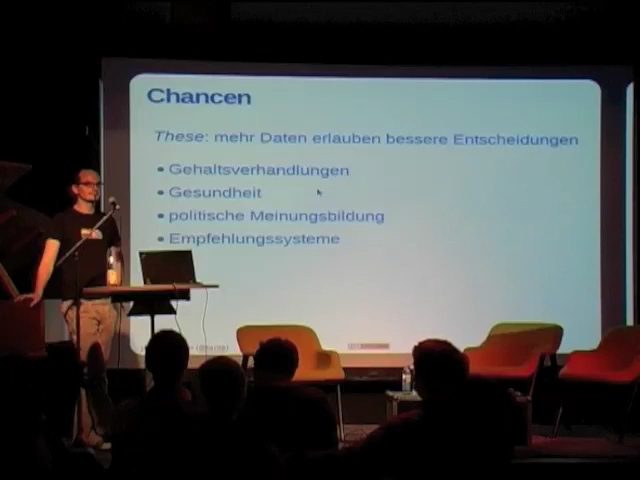 Chancen
These: mehr Daten erlauben bessere Entscheidungen
• Gehaltsverhandlungen
• Gesundheit
• politische Meinungsbildung
• Empfehlungssysteme